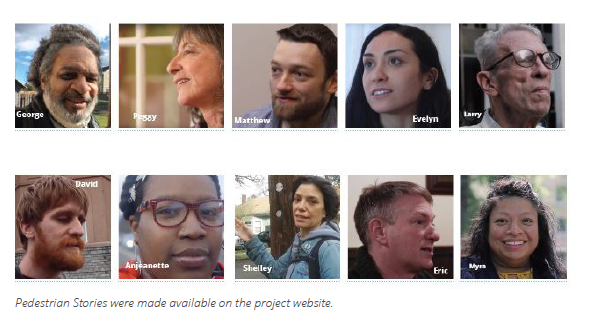 George
Peggy
Matthew
Evelyn
Larry
David
Anjeanette
Shelley
Eric
Myra
Pedestrian Stories were made available on the project website.